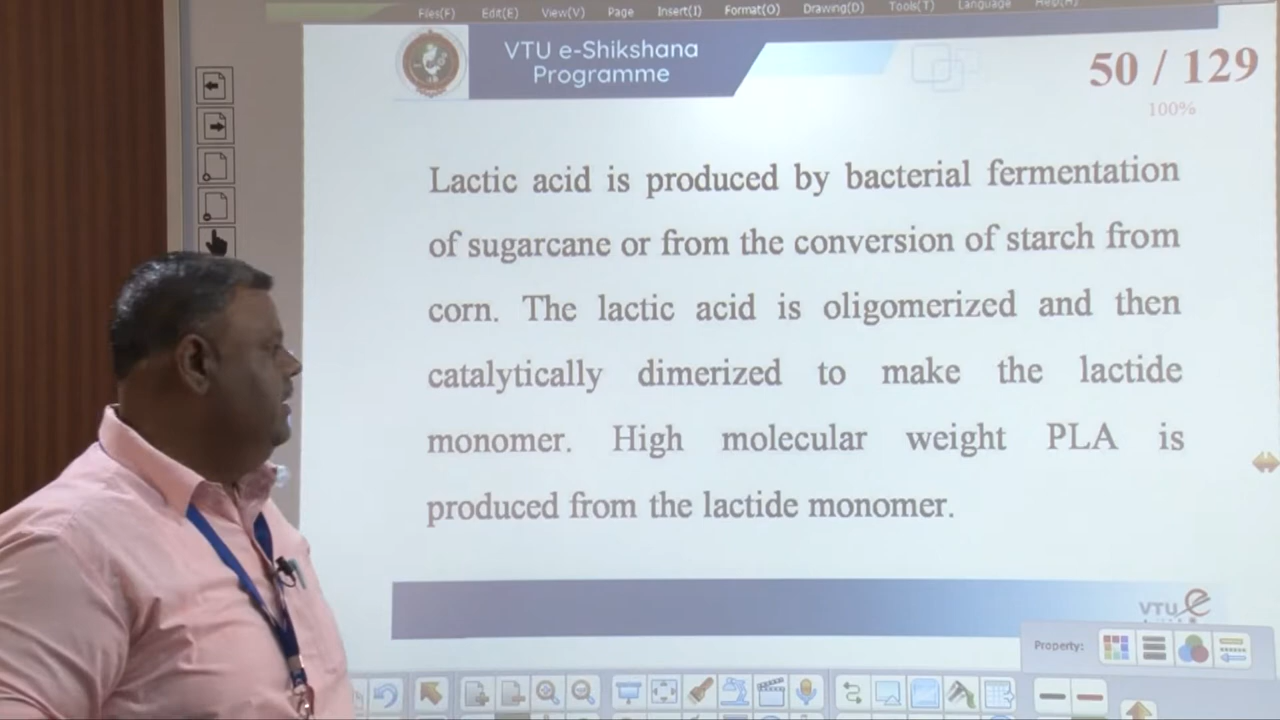 Files(F) Edit(E) View(V) Page Insert(I) Format(O) Drawing(D) Tools(T) Language Help(H)
VTU e-Shikshana
Programme
50 / 129
100%
Lactic acid is produced by bacterial fermentation
of sugarcane or from the conversion of starch from
corn. The lactic acid is oligomerized and then
catalytically dimerized to make the lactide
monomer. High molecular weight PLA is
produced from the lactide monomer.
VTU e
Property: